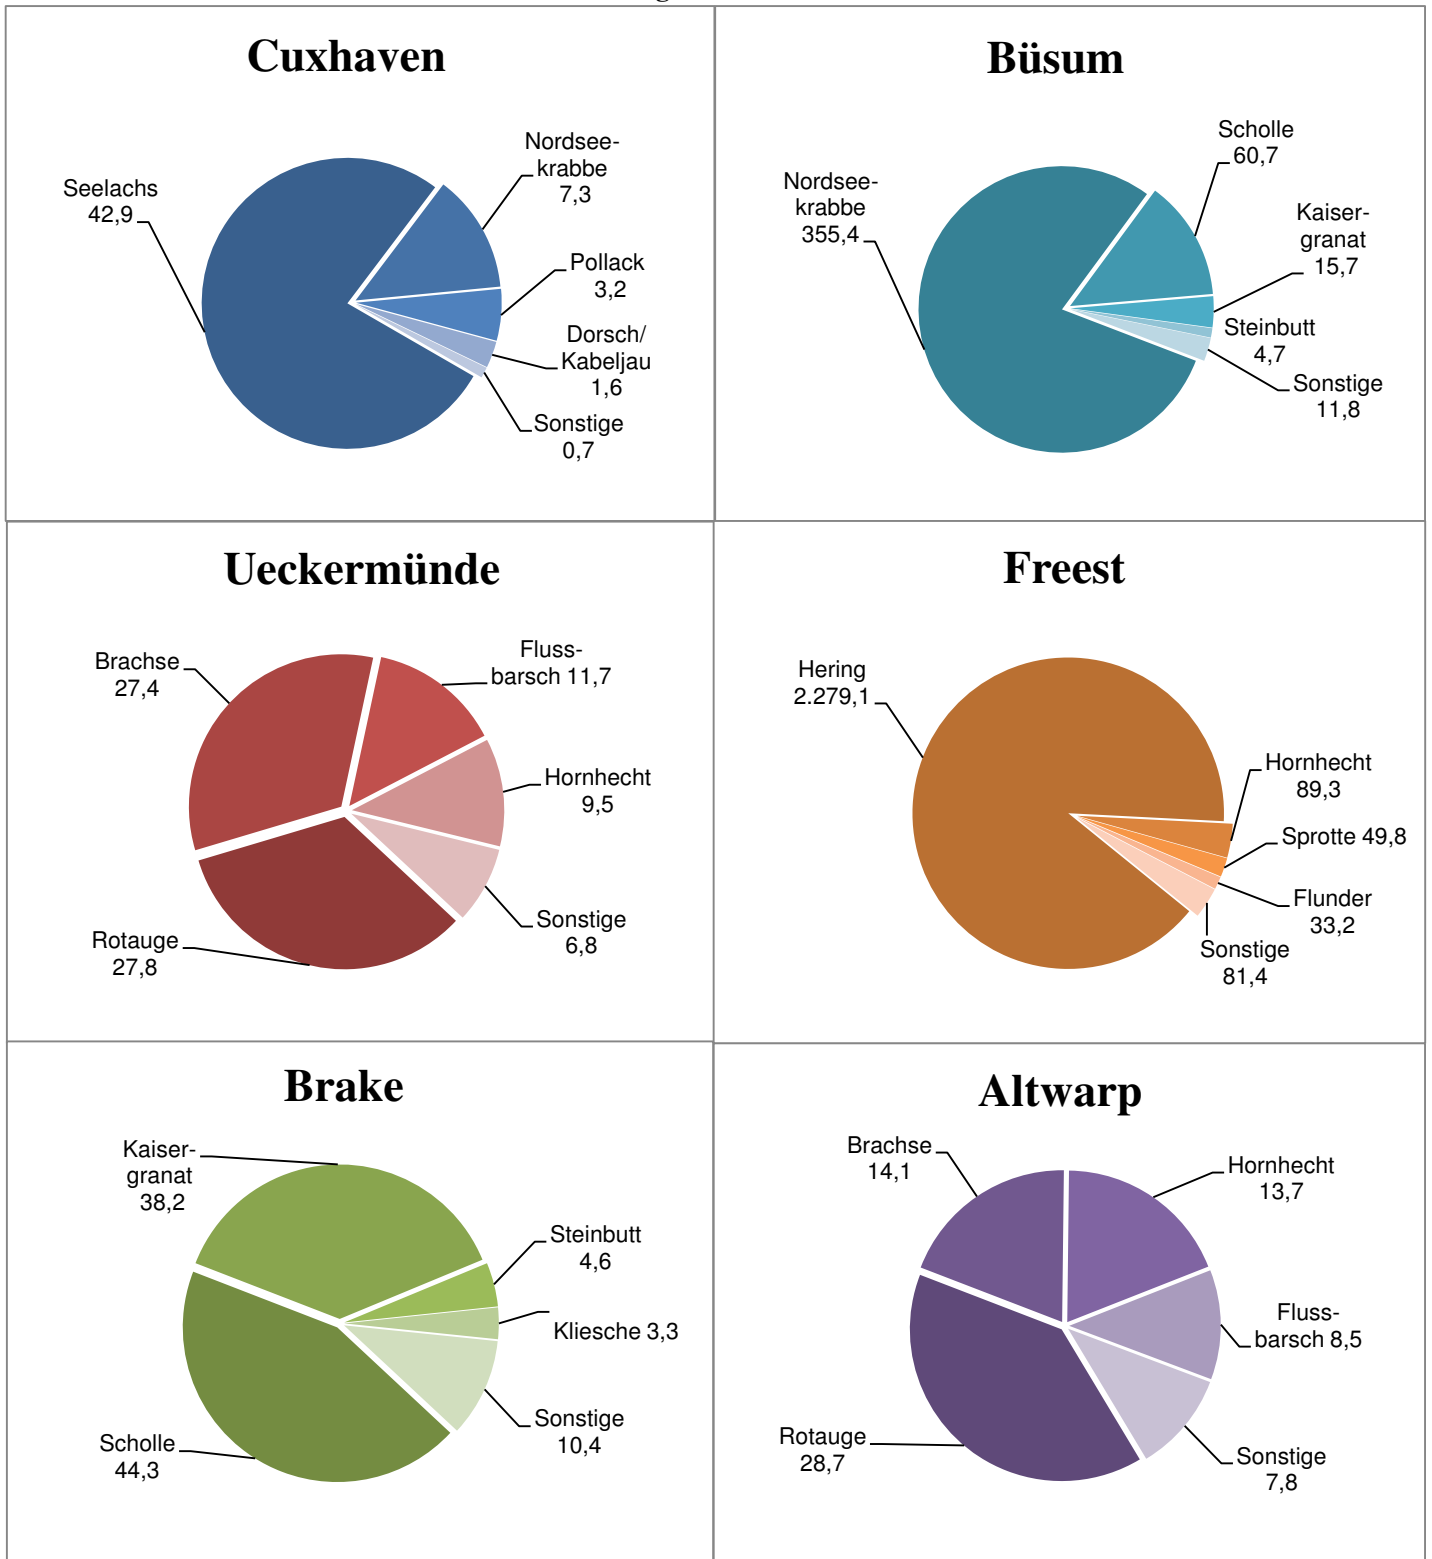 Cuxhaven
Nordsee-
krabbe
7,3
Seelachs
42,9
Pollack
3,2
Dorsch/
Kabeljau
1,6
Sonstige
0,7
Büsum
Scholle
60,7
Nordsee-
krabbe
355,4
Kaiser-
granat
15,7
Steinbutt
4,7
Sonstige
11,8
Ueckermünde
Brachse
27,4
Fluss-
barsch 11,7
Hornhecht
9,5
Sonstige
6,8
Rotauge
27,8
Freest
Hering
2.279,1
Hornhecht
89,3
Sprotte 49,8
Flunder
33,2
Sonstige
81,4
Brake
Kaiser-
granat
38,2
Steinbutt
4,6
Kliesche 3,3
Sonstige
10,4
Scholle
44,3
Altwarp
Brachse
14,1
Hornhecht
13,7
Fluss-
barsch 8,5
Rotauge
28,7
Sonstige
7,8